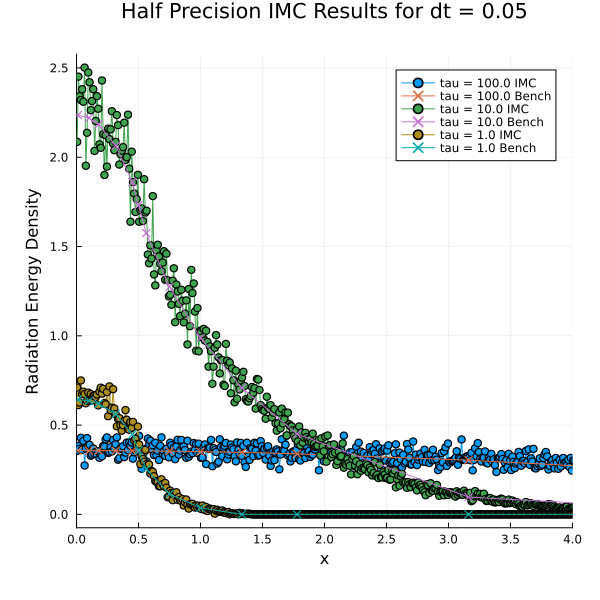 Half Precision IMC Results for dt = 0.05
Radiation Energy Density
2.5
2.0
1.5
1.0
0.5
0.0
tau = 100.0 IMC
tau = 100.0 Bench
tau = 10.0 IMC
tau = 10.0 Bench
tau = 1.0 IMC
tau = 1.0 Bench
0.0 0.5 1.0 1.5 2.0 2.5 3.0 3.5 4.0
x